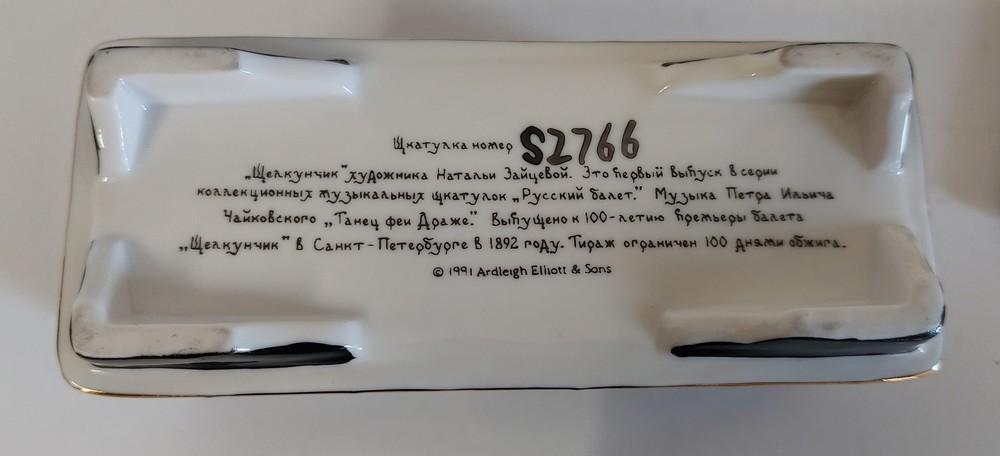 Шкатулка номер S2766
„Щелкунчик" художника Натальи Зайцевой. Это первый выпуск в серии
коллекционных музыкальных шкатулок „Русский балет." Музыка Петра Ильича
Чайковского „Танец феи Драже." Выпущено к 100-летию премьеры балета
„Щелкунчик" в Санкт-Петербурге в 1892 году. Тираж ограничен 100 днями обжига.
© 1991 Ardleigh Elliott & Sons